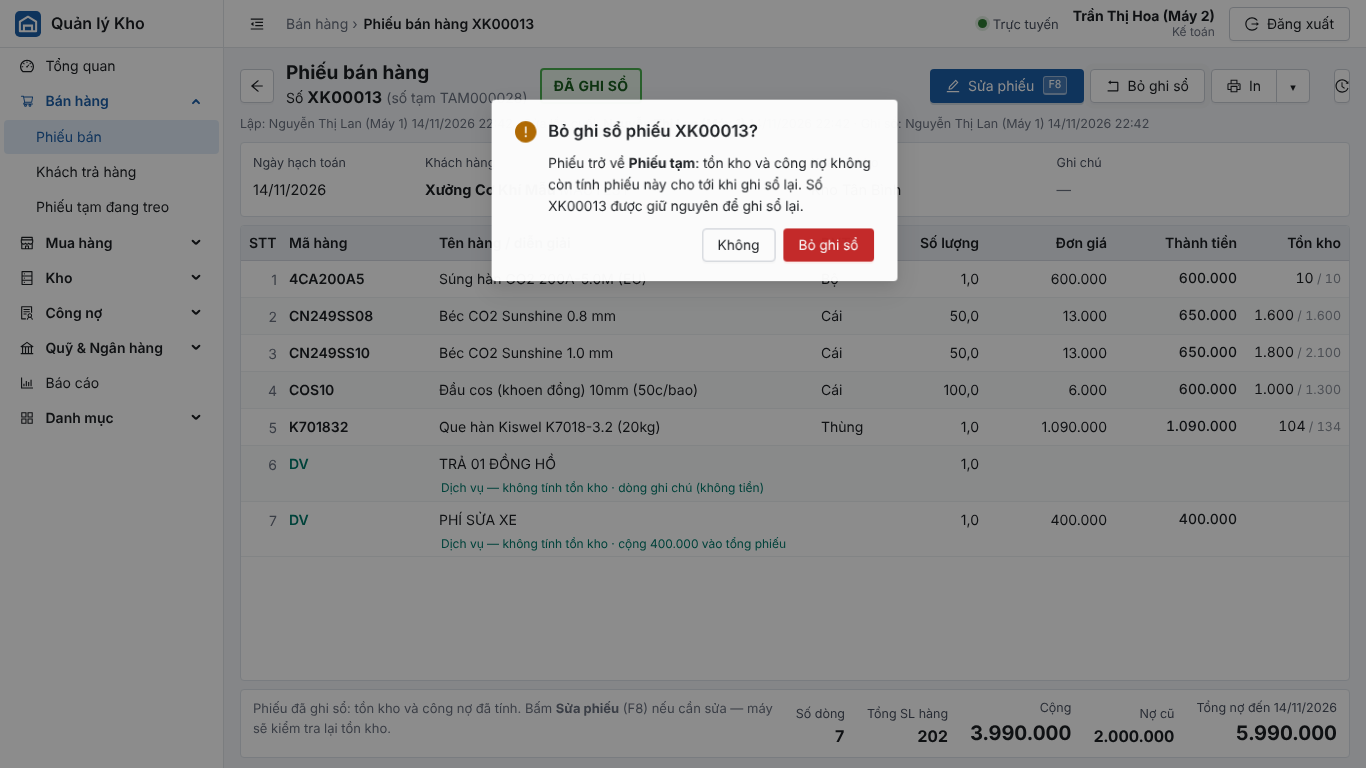 Quản lý Kho
Bán hàng › Phiếu bán hàng XK00013
Trực tuyến
Trần Thị Hoa (Máy 2)
Kế toán
Đăng xuất
Tổng quan
Bán hàng
Phiếu bán
Khách trả hàng
Phiếu tạm đang treo
Mua hàng
Kho
Công nợ
Quỹ & Ngân hàng
Báo cáo
Danh mục
Phiếu bán hàng
Số XK00013 (số tạm TAM000028)
ĐÃ GHI SỔ
Sửa phiếu F8
Bỏ ghi sổ
In
Lập: Nguyễn Thị Lan (Máy 1) 14/11/2026 22
: Nguyễn Thị Lan (Máy 1) 14/11/2026 22:42
Bỏ ghi sổ phiếu XK00013?
Phiếu trở về Phiếu tạm: tồn kho và công nợ không
còn tính phiếu này cho tới khi ghi sổ lại. Số
XK00013 được giữ nguyên để ghi sổ lại.
Không
Bỏ ghi sổ
Ngày hạch toán
14/11/2026
Khách hàng
Xưởng
Ghi chú
—
STT Mã hàng Tên hàng Số lượng Đơn giá Thành tiền Tồn kho
1 4CA200A5 Súng hàn CO2 200A 1,0 600.000 600.000 10 / 10
2 CN249SS08 Béc CO2 Sunshine 0.8 mm Cái 50,0 13.000 650.000 1.600 / 1.600
3 CN249SS10 Béc CO2 Sunshine 1.0 mm Cái 50,0 13.000 650.000 1.800 / 2.100
4 COS10 Đầu cos (khoen đồng) 10mm (50c/bao) Cái 100,0 6.000 600.000 1.000 / 1.300
5 K701832 Que hàn Kiswel K7018-3.2 (20kg) Thùng 1,0 1.090.000 1.090.000 104 / 134
6 DV TRẢ 01 ĐỒNG HỒ 1,0
Dịch vụ — không tính tồn kho · dòng ghi chú (không tiền)
7 DV PHÍ SỬA XE 1,0 400.000 400.000
Dịch vụ — không tính tồn kho · cộng 400.000 vào tổng phiếu
Phiếu đã ghi sổ: tồn kho và công nợ đã tính. Bấm Sửa phiếu (F8) nếu cần sửa — máy
sẽ kiểm tra lại tồn kho.
Số dòng
7
Tổng SL hàng
202
Cộng
3.990.000
Nợ cũ
2.000.000
Tổng nợ đến 14/11/2026
5.990.000